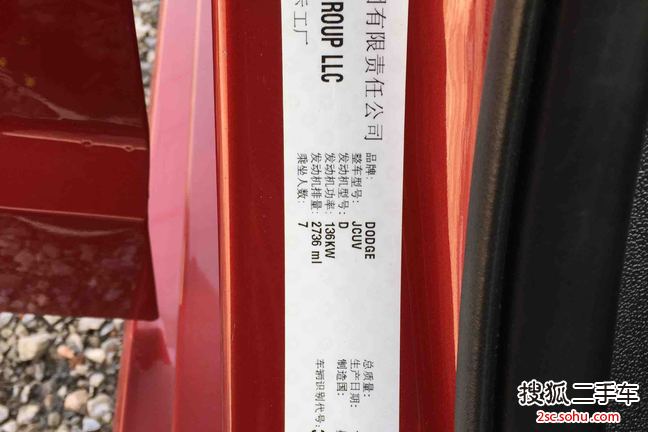 有限责任公司
ROUP LLC
工厂
品牌: DODGE
整车型号: JCUV
发动机型号: D
发动机功率: 136KW
发动机排量: 2736 ml
乘坐人数: 7
总质量:
生产日期:
制造国:
车辆识别代号:
搜狐二手车
2sc.sohu.com